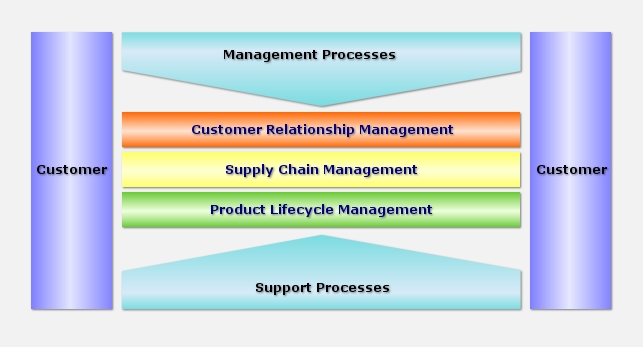 Management Processes
Customer Relationship Management
Customer
Supply Chain Management
Customer
Product Lifecycle Management
Support Processes